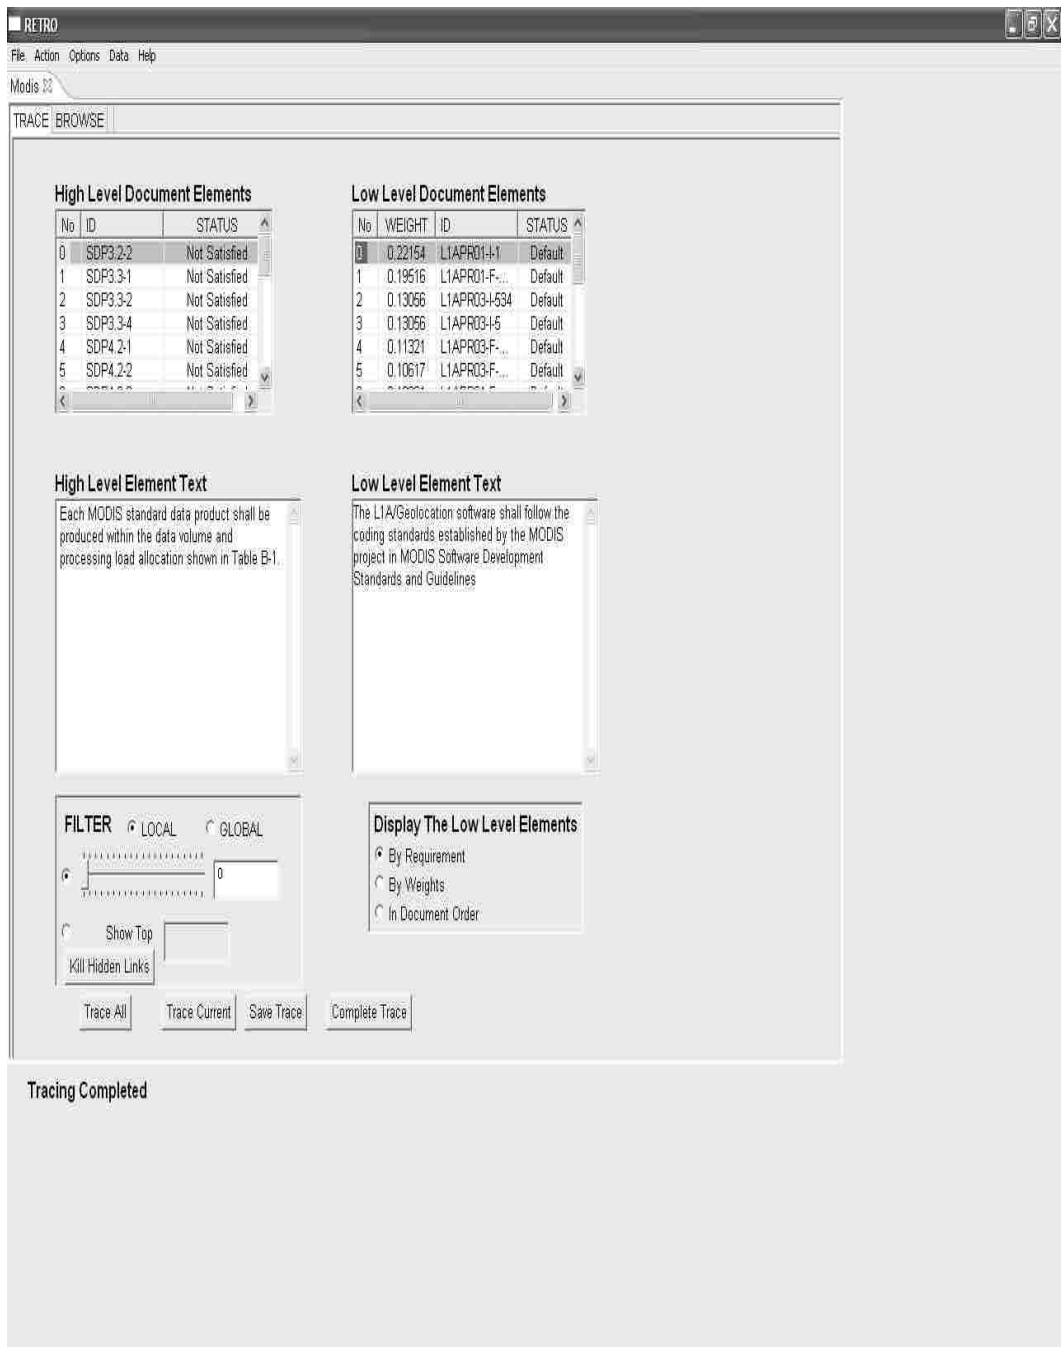 RETRO
File Action Options Data Help
Modis
TRACE BROWSE
High Level Document Elements
No ID STATUS
0 SDP3.2-2 Not Satisfied
1 SDP3.3-1 Not Satisfied
2 SDP3.3-2 Not Satisfied
3 SDP3.3-4 Not Satisfied
4 SDP4.2-1 Not Satisfied
5 SDP4.2-2 Not Satisfied
Low Level Document Elements
No WEIGHT ID STATUS
0 0.22154 L1APR01-I-1 Default
1 0.19516 L1APR01-F-... Default
2 0.13056 L1APR03-I-534 Default
3 0.13056 L1APR03-I-5 Default
4 0.11321 L1APR03-F-... Default
5 0.10617 L1APR03-F-... Default
High Level Element Text
Each MODIS standard data product shall be
produced within the data volume and
processing load allocation shown in Table B-1.
Low Level Element Text
The L1A/Geolocation software shall follow the
coding standards established by the MODIS
project in MODIS Software Development
Standards and Guidelines
FILTER LOCAL GLOBAL
0
Show Top
Kill Hidden Links
Display The Low Level Elements
By Requirement
By Weights
In Document Order
Trace All Trace Current Save Trace Complete Trace
Tracing Completed